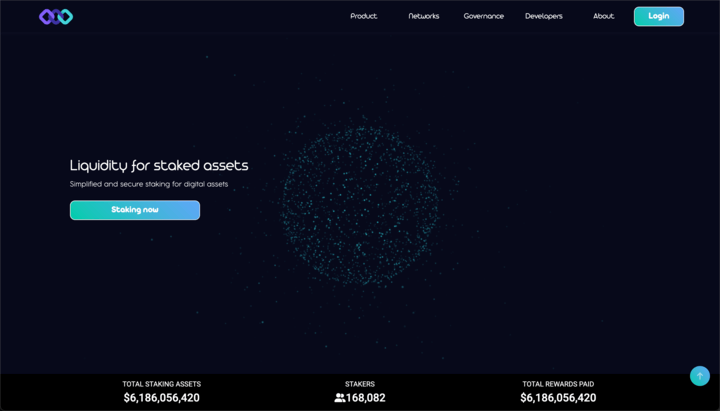 Product Networks Governance Developers About Login
Liquidity for staked assets
Simplified and secure staking for digital assets
Staking now
TOTAL STAKING ASSETS STAKERS TOTAL REWARDS PAID
$6,186,056,420 168,082 $6,186,056,420